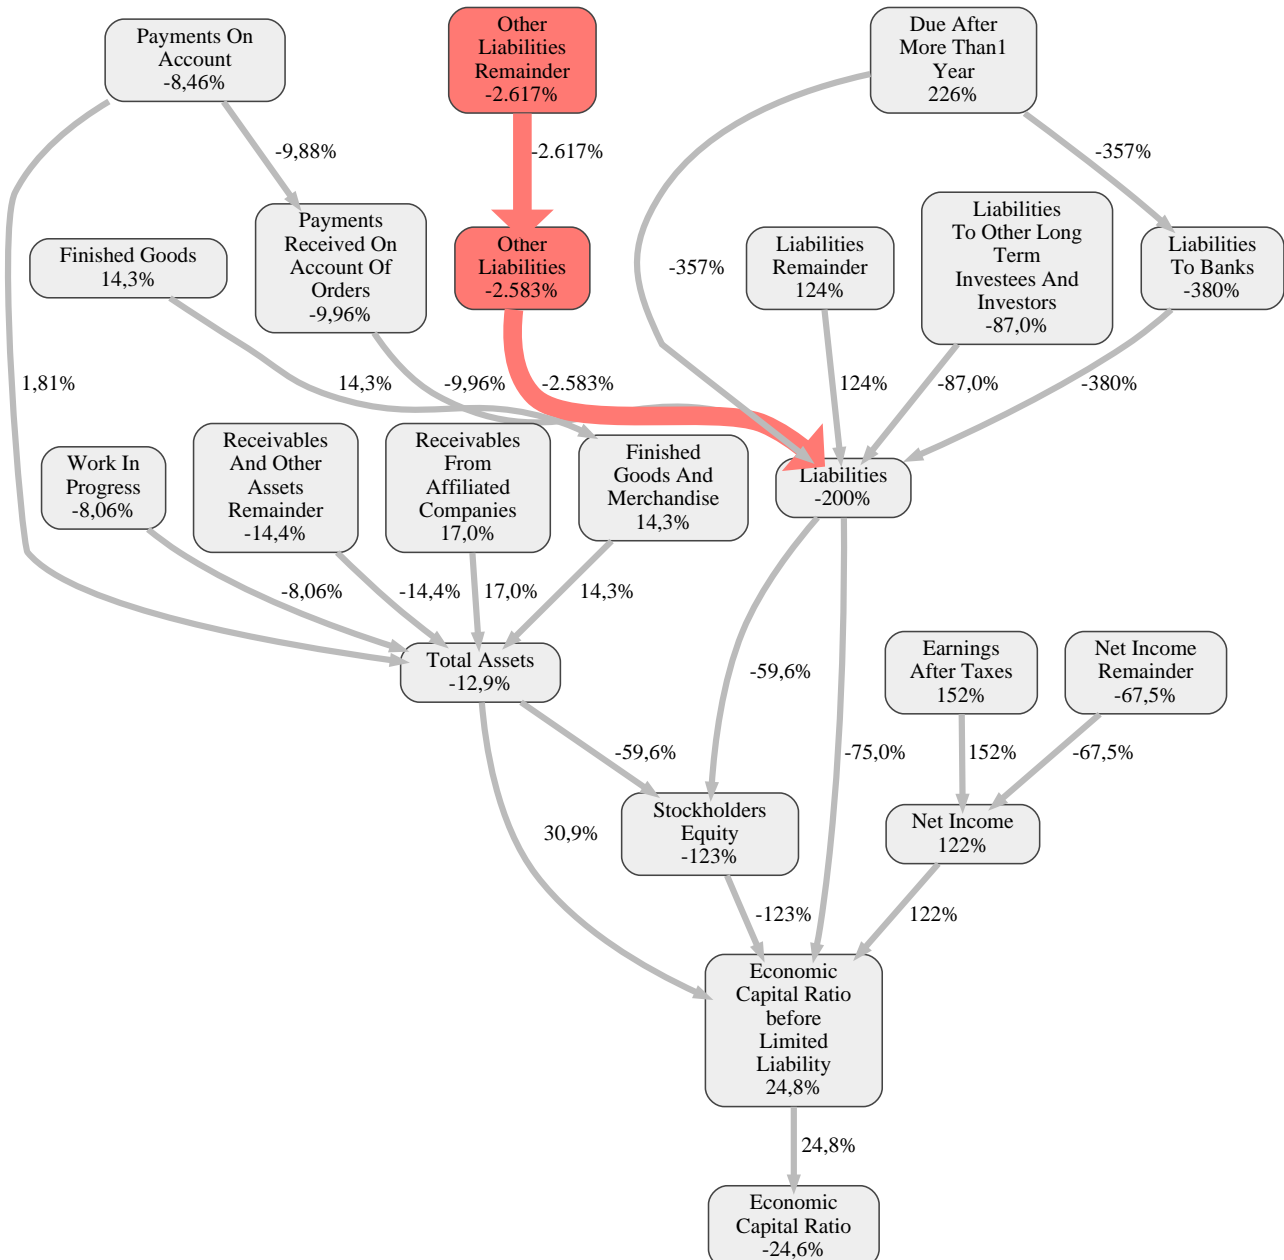 Payments On
Account
-8,46%
Other
Liabilities
Remainder
-2.617%
Due After
More Than1
Year
226%
-9,88%
-2.617%
-357%
Finished Goods
14,3%
Payments
Received On
Account Of
Orders
-9,96%
Other
Liabilities
-2.583%
-357%
Liabilities
Remainder
124%
Liabilities
To Other Long
Term
Investees And
Investors
-87,0%
Liabilities
To Banks
-380%
1,81%
14,3%
-9,96%
-2.583%
124%
-87,0%
-380%
Work In
Progress
-8,06%
Receivables
And Other
Assets
Remainder
-14,4%
Receivables
From
Affiliated
Companies
17,0%
Finished
Goods And
Merchandise
14,3%
Liabilities
-200%
-8,06%
-14,4%
17,0%
14,3%
Total Assets
-12,9%
-59,6%
Earnings
After Taxes
152%
Net Income
Remainder
-67,5%
-59,6%
-75,0%
152%
-67,5%
30,9%
Stockholders
Equity
-123%
Net Income
122%
-123%
122%
Economic
Capital Ratio
before
Limited
Liability
24,8%
24,8%
Economic
Capital Ratio
-24,6%